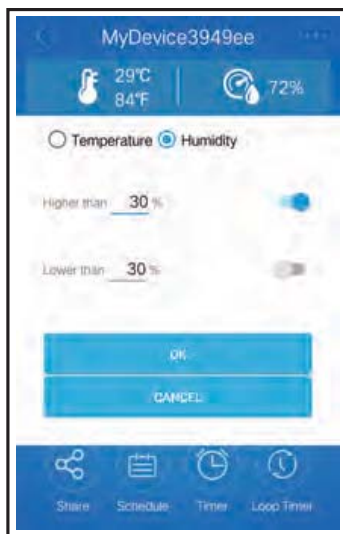 MyDevice3949ee
29°C
84°F
72%
Temperature Humidity
Higher than 30 %
Lower than 30 %
OK
CANCEL
Share Schedule Timer Loop Timer